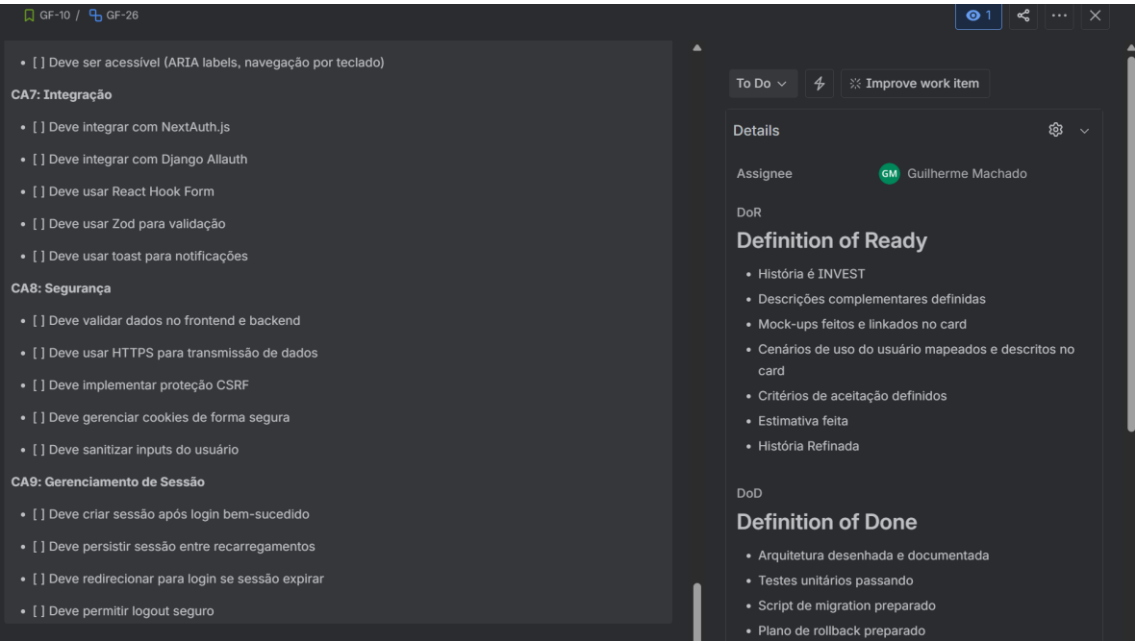 GF-10 / GF-26
1
• [ ] Deve ser acessível (ARIA labels, navegação por teclado)
CA7: Integração
• [ ] Deve integrar com NextAuth.js
• [ ] Deve integrar com Django Allauth
• [ ] Deve usar React Hook Form
• [ ] Deve usar Zod para validação
• [ ] Deve usar toast para notificações
CA8: Segurança
• [ ] Deve validar dados no frontend e backend
• [ ] Deve usar HTTPS para transmissão de dados
• [ ] Deve implementar proteção CSRF
• [ ] Deve gerenciar cookies de forma segura
• [ ] Deve sanitizar inputs do usuário
CA9: Gerenciamento de Sessão
• [ ] Deve criar sessão após login bem-sucedido
• [ ] Deve persistir sessão entre recarregamentos
• [ ] Deve redirecionar para login se sessão expirar
• [ ] Deve permitir logout seguro
To Do
Improve work item
Details
Assignee
GM Guilherme Machado
DoR
Definition of Ready
• História é INVEST
• Descrições complementares definidas
• Mock-ups feitos e linkados no card
• Cenários de uso do usuário mapeados e descritos no
card
• Critérios de aceitação definidos
• Estimativa feita
• História Refinada
DoD
Definition of Done
• Arquitetura desenhada e documentada
• Testes unitários passando
• Script de migration preparado
• Plano de rollback preparado